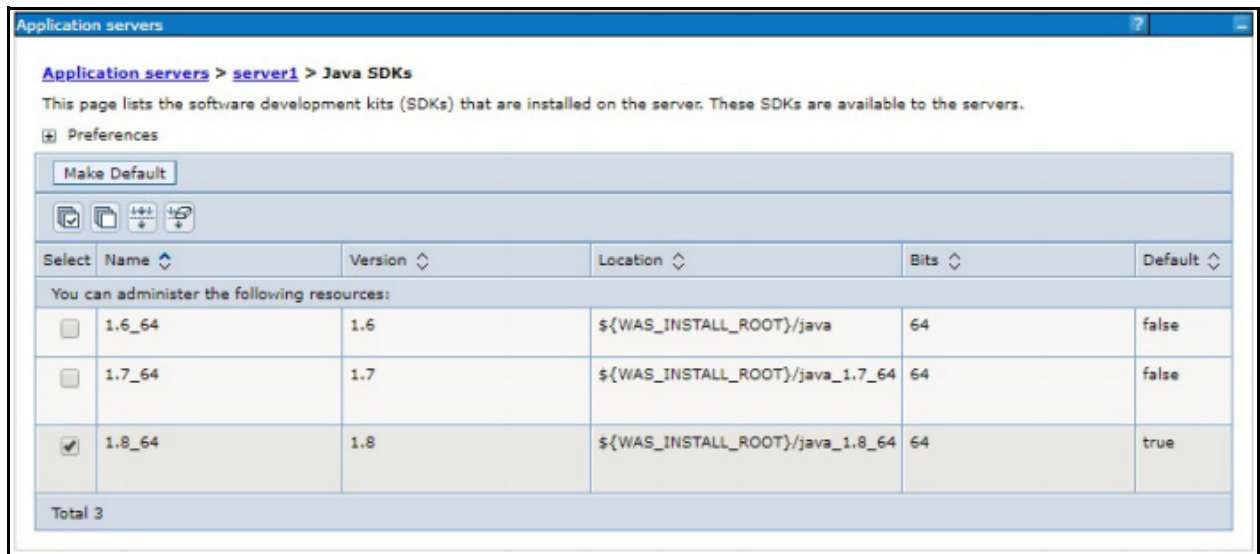 Application servers ? –
Application servers > server1 > Java SDKs
This page lists the software development kits (SDKs) that are installed on the server. These SDKs are available to the servers.
+ Preferences
Make Default
Select Name Version Location Bits Default
You can administer the following resources:
1.6_64 1.6 ${WAS_INSTALL_ROOT}/java 64 false
1.7_64 1.7 ${WAS_INSTALL_ROOT}/java_1.7_64 64 false
1.8_64 1.8 ${WAS_INSTALL_ROOT}/java_1.8_64 64 true
Total 3